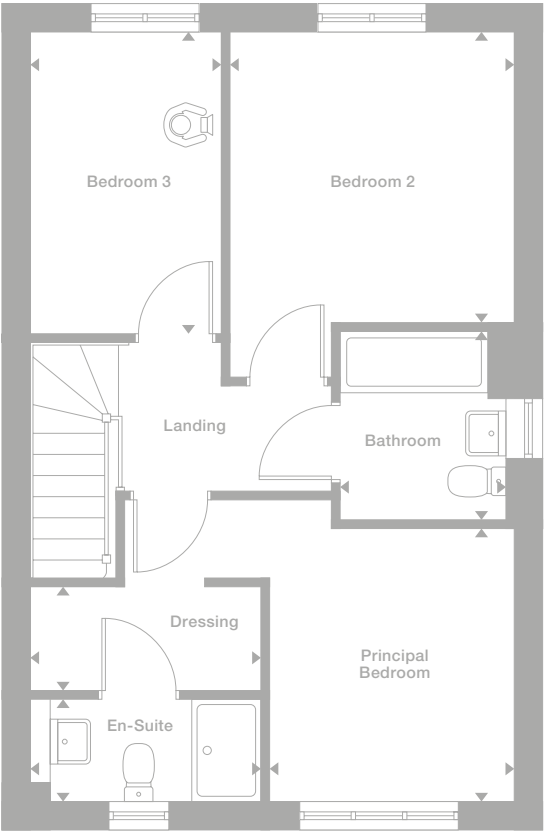 Bedroom 3
Bedroom 2
Landing
Bathroom
Dressing
Principal
Bedroom
En-Suite